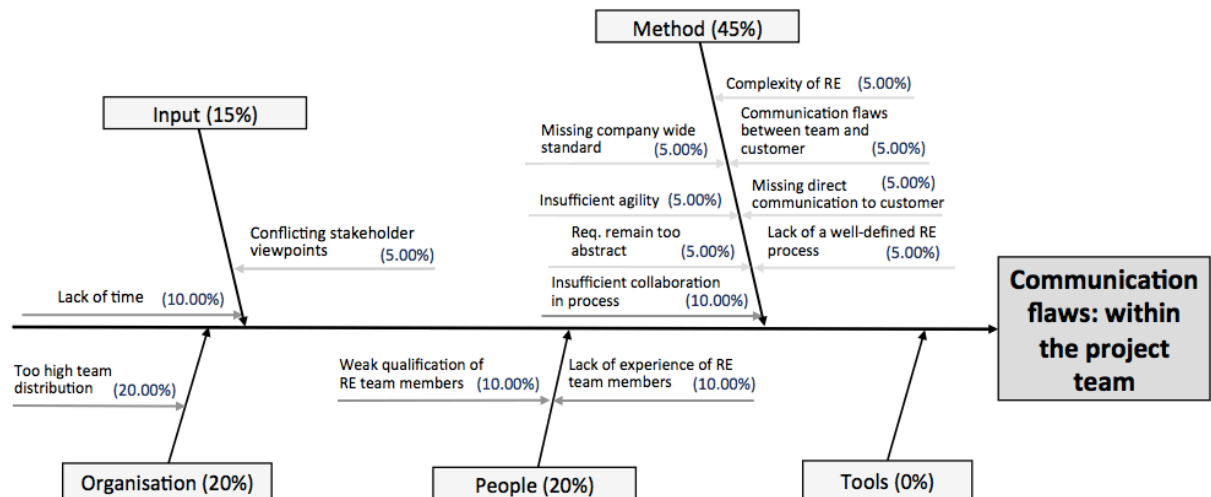 Method (45%)
Input (15%)
Complexity of RE (5.00%)
Missing company wide
standard (5.00%)
Communication flaws
between team and
customer (5.00%)
Insufficient agility (5.00%)
Missing direct (5.00%)
communication to customer
Conflicting stakeholder
viewpoints (5.00%)
Req. remain too
abstract (5.00%)
Lack of a well-defined RE
process (5.00%)
Lack of time (10.00%)
Insufficient collaboration
in process (10.00%)
Communication
flaws: within
the project
team
Too high team
distribution (20.00%)
Weak qualification of
RE team members (10.00%)
Lack of experience of RE
team members (10.00%)
Organisation (20%)
People (20%)
Tools (0%)